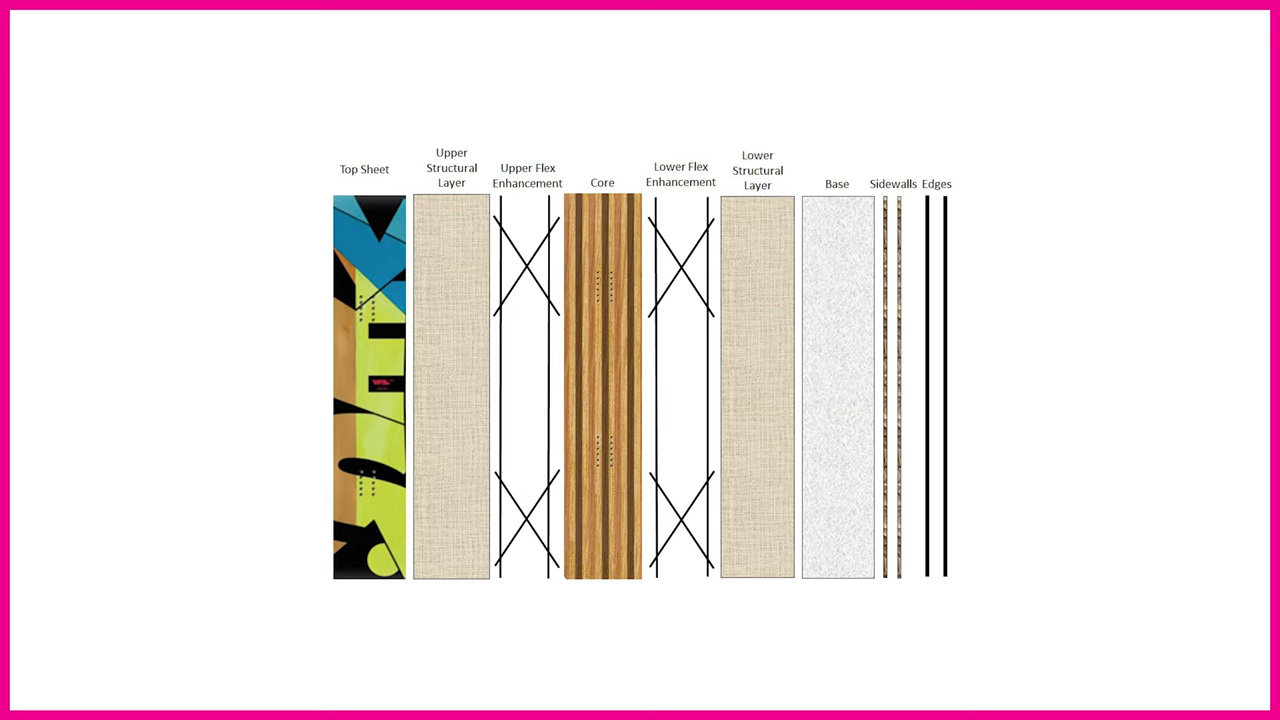 Top Sheet
Upper
Structural
Layer
Upper Flex
Enhancement
Core
Lower Flex
Enhancement
Lower
Structural
Layer
Base
Sidewalls
Edges